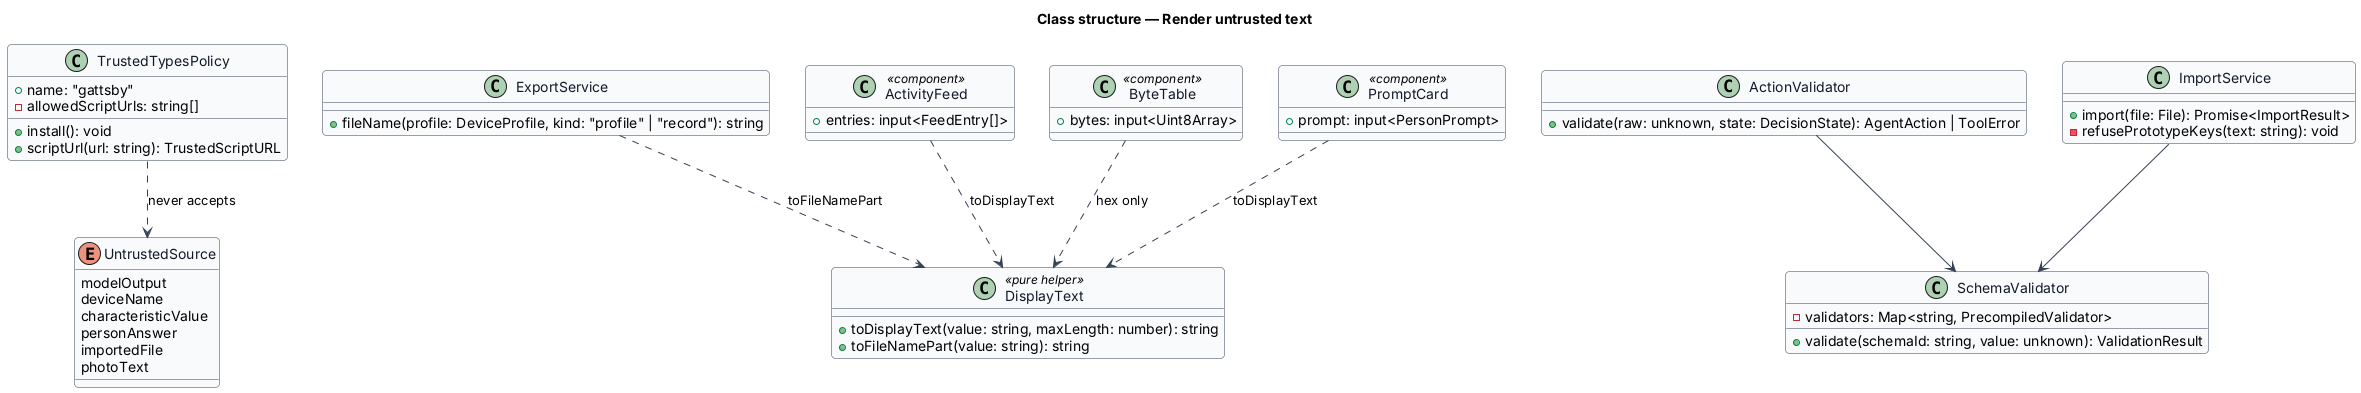 Class structure — Render untrusted text
C TrustedTypesPolicy
name: "gattsby"
allowedScriptUrls: string[]
install(): void
scriptUrl(url: string): TrustedScriptURL
C ExportService
fileName(profile: DeviceProfile, kind: "profile" | "record"): string
C «component»
ActivityFeed
entries: input<FeedEntry[]>
C «component»
ByteTable
bytes: input<Uint8Array>
C «component»
PromptCard
prompt: input<PersonPrompt>
C ActionValidator
validate(raw: unknown, state: DecisionState): AgentAction | ToolError
C ImportService
import(file: File): Promise<ImportResult>
refusePrototypeKeys(text: string): void
never accepts
toFileNamePart
toDisplayText
hex only
toDisplayText
E UntrustedSource
modelOutput
deviceName
characteristicValue
personAnswer
importedFile
photoText
C «pure helper»
DisplayText
toDisplayText(value: string, maxLength: number): string
toFileNamePart(value: string): string
C SchemaValidator
validators: Map<string, PrecompiledValidator>
validate(schemaId: string, value: unknown): ValidationResult